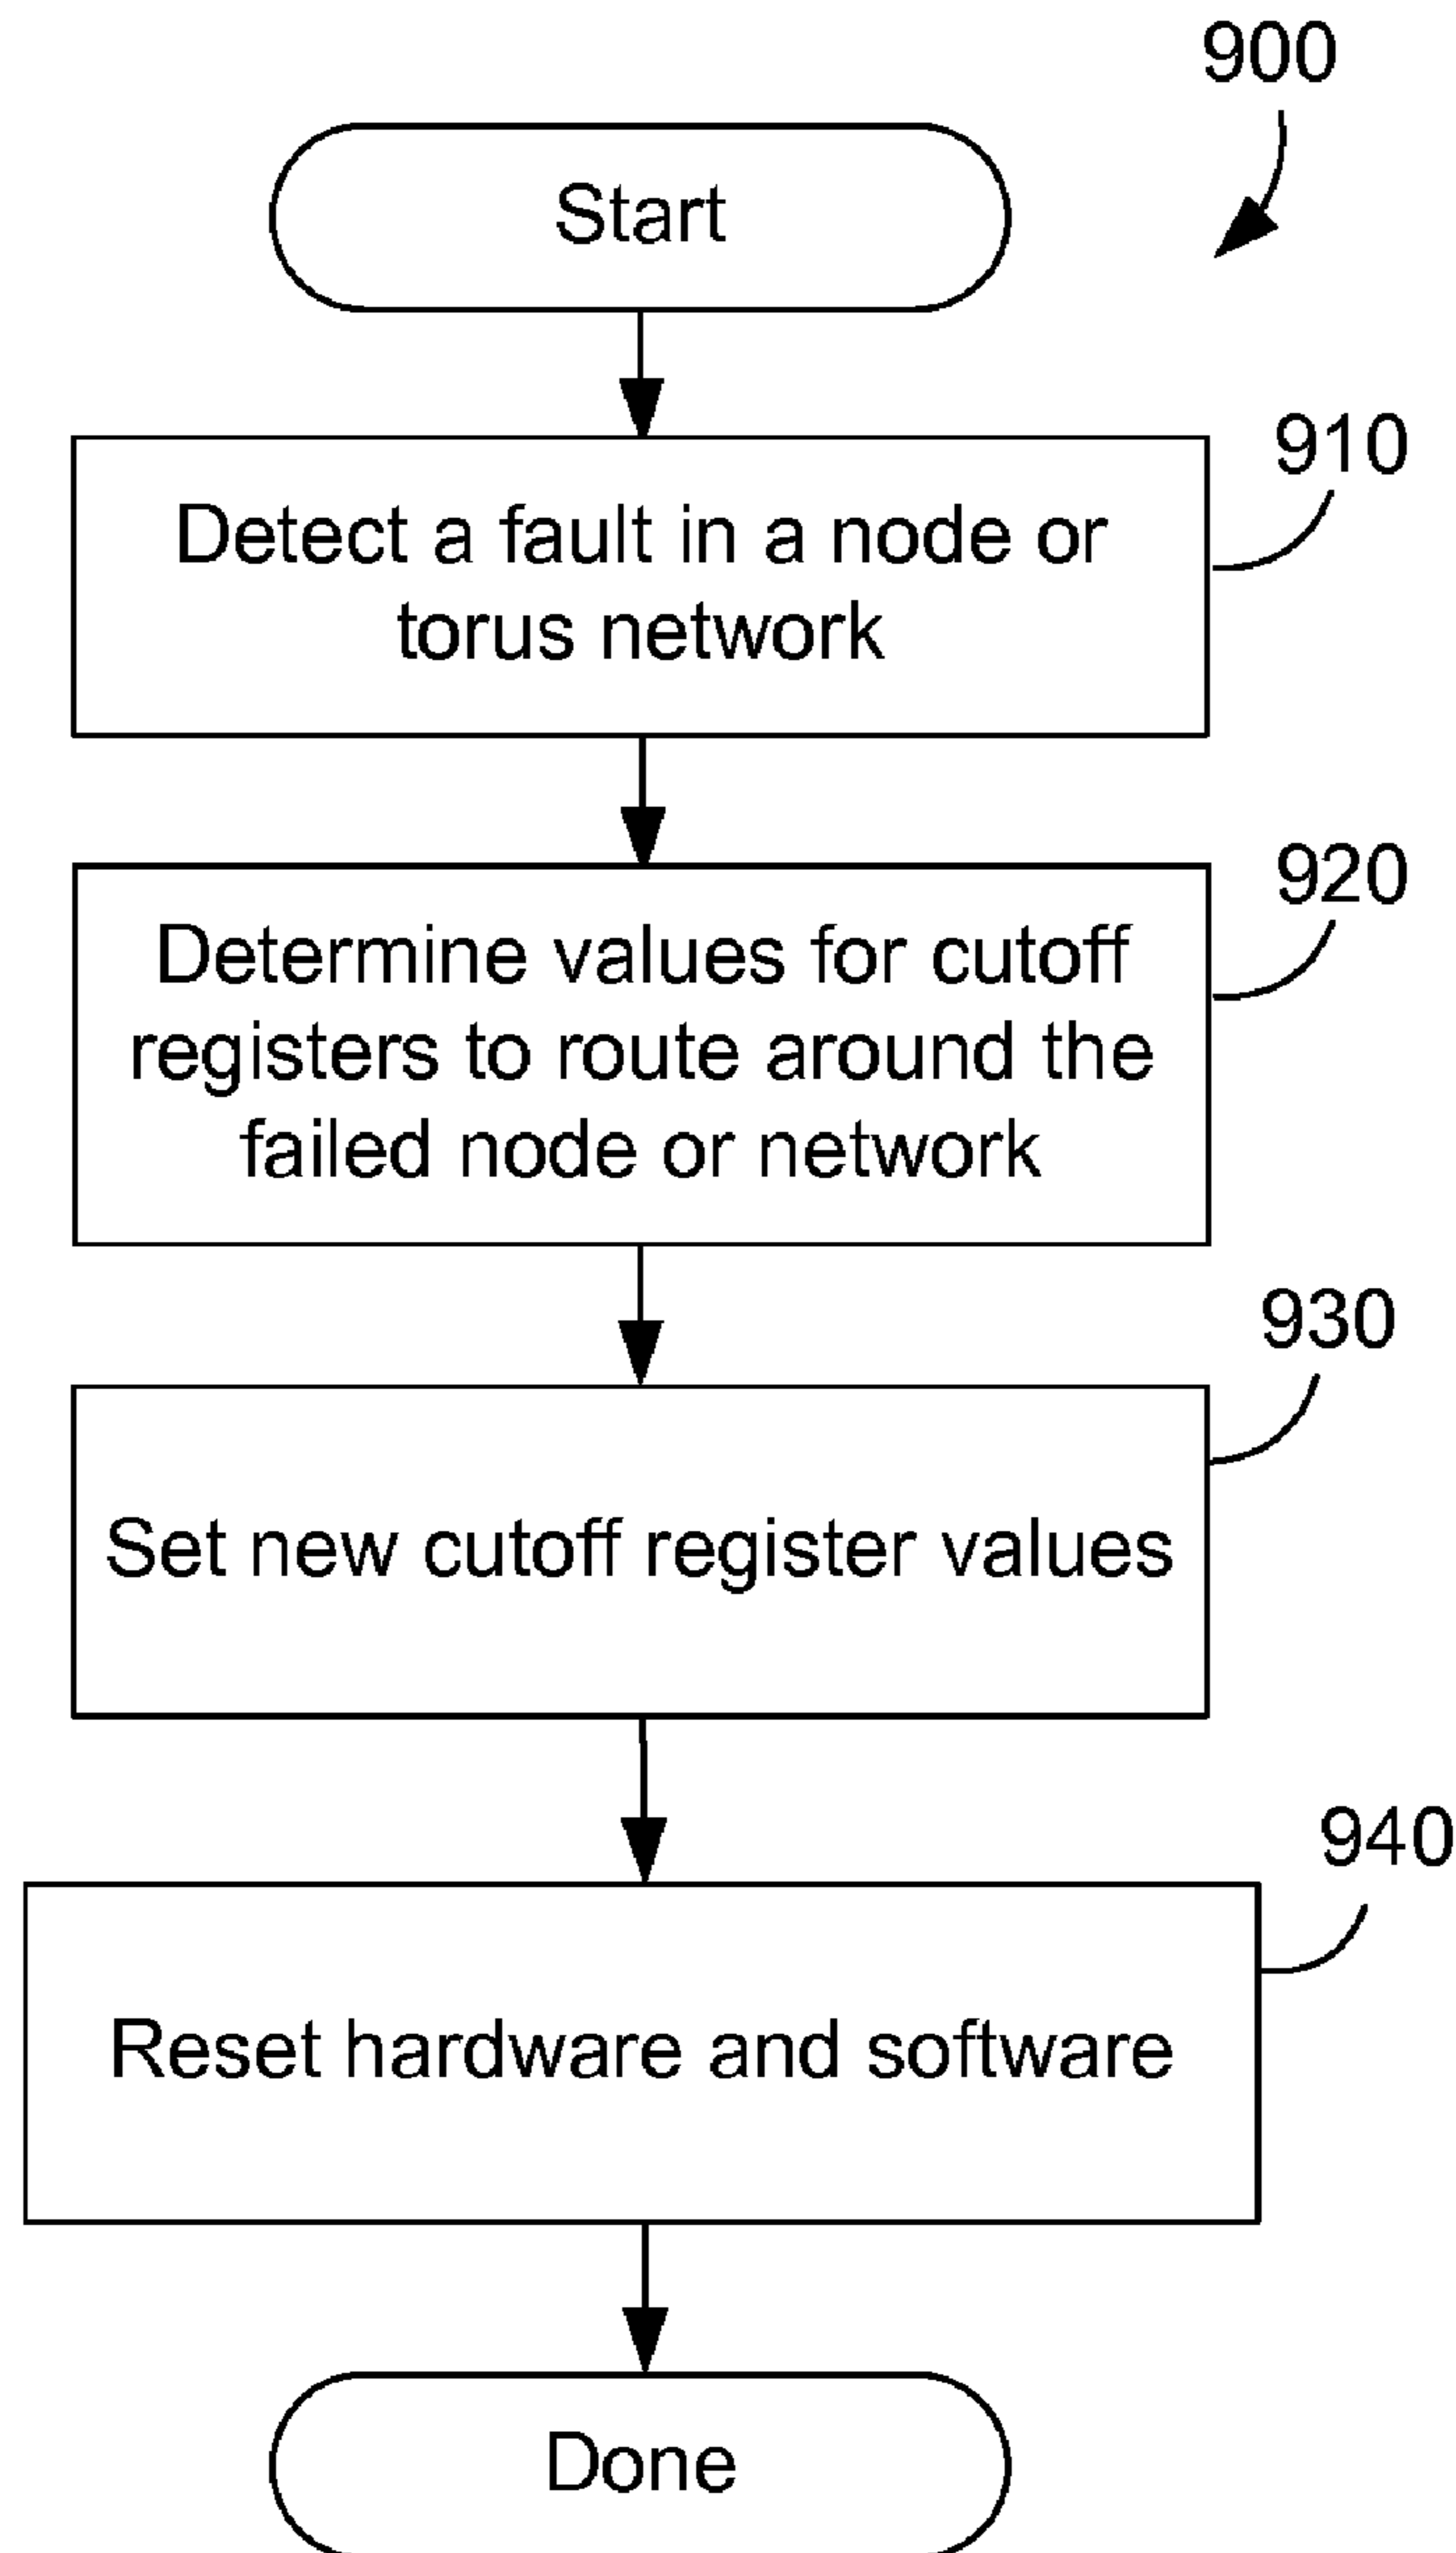 900
Start
910
Detect a fault in a node or
torus network
920
Determine values for cutoff
registers to route around the
failed node or network
930
Set new cutoff register values
940
Reset hardware and software
Done